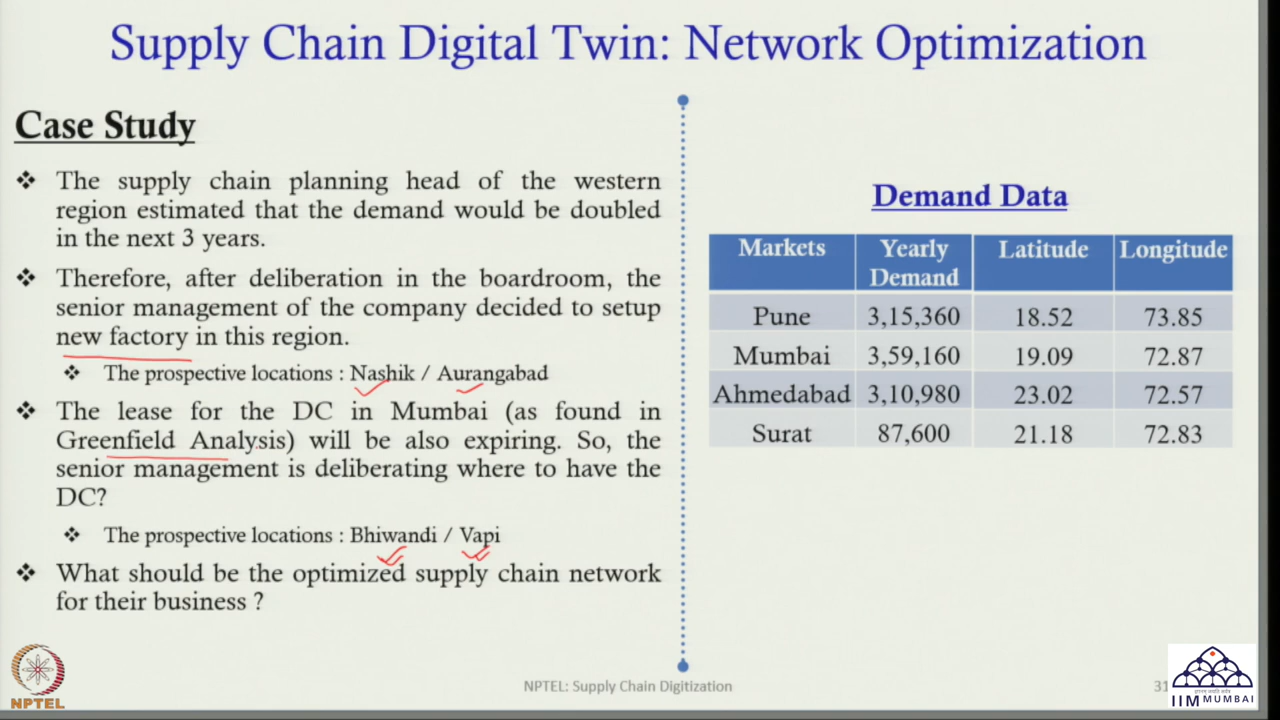 Supply Chain Digital Twin: Network Optimization
Case Study
❖ The supply chain planning head of the western
region estimated that the demand would be doubled
in the next 3 years.
❖ Therefore, after deliberation in the boardroom, the
senior management of the company decided to setup
new factory in this region.
❖ The prospective locations : Nashik / Aurangabad
❖ The lease for the DC in Mumbai (as found in
Greenfield Analysis) will be also expiring. So, the
senior management is deliberating where to have the
DC?
❖ The prospective locations : Bhiwandi / Vapi
❖ What should be the optimized supply chain network
for their business ?
Demand Data
Markets Yearly Demand Latitude Longitude
Pune 3,15,360 18.52 73.85
Mumbai 3,59,160 19.09 72.87
Ahmedabad 3,10,980 23.02 72.57
Surat 87,600 21.18 72.83
NPTEL
NPTEL: Supply Chain Digitization
31
IIM MUMBAI